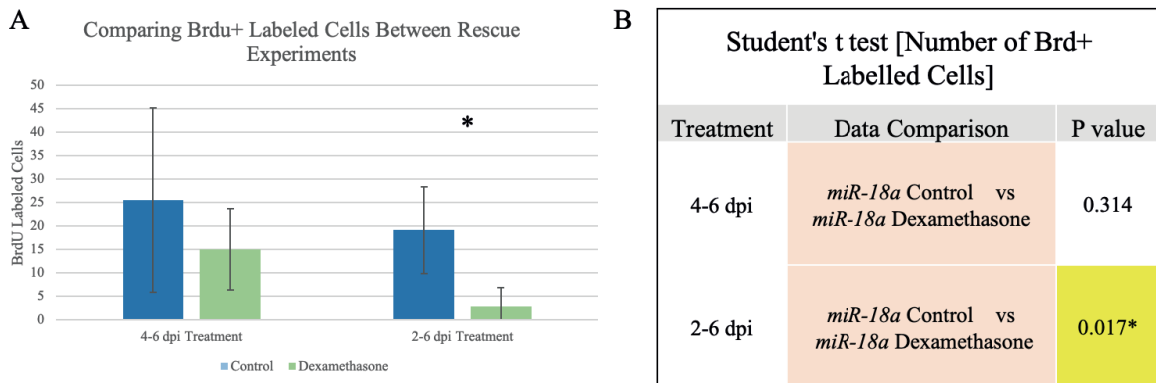 A
Comparing Brdu+ Labeled Cells Between Rescue
Experiments
BrdU Labeled Cells
50
45
40
35
30
25
20
15
10
5
0
*
4-6 dpi Treatment
2-6 dpi Treatment
Control
Dexamethasone
B
Student's t test [Number of Brd+
Labelled Cells]
Treatment Data Comparison P value
4-6 dpi
miR-18a Control vs
miR-18a Dexamethasone
0.314
2-6 dpi
miR-18a Control vs
miR-18a Dexamethasone
0.017*